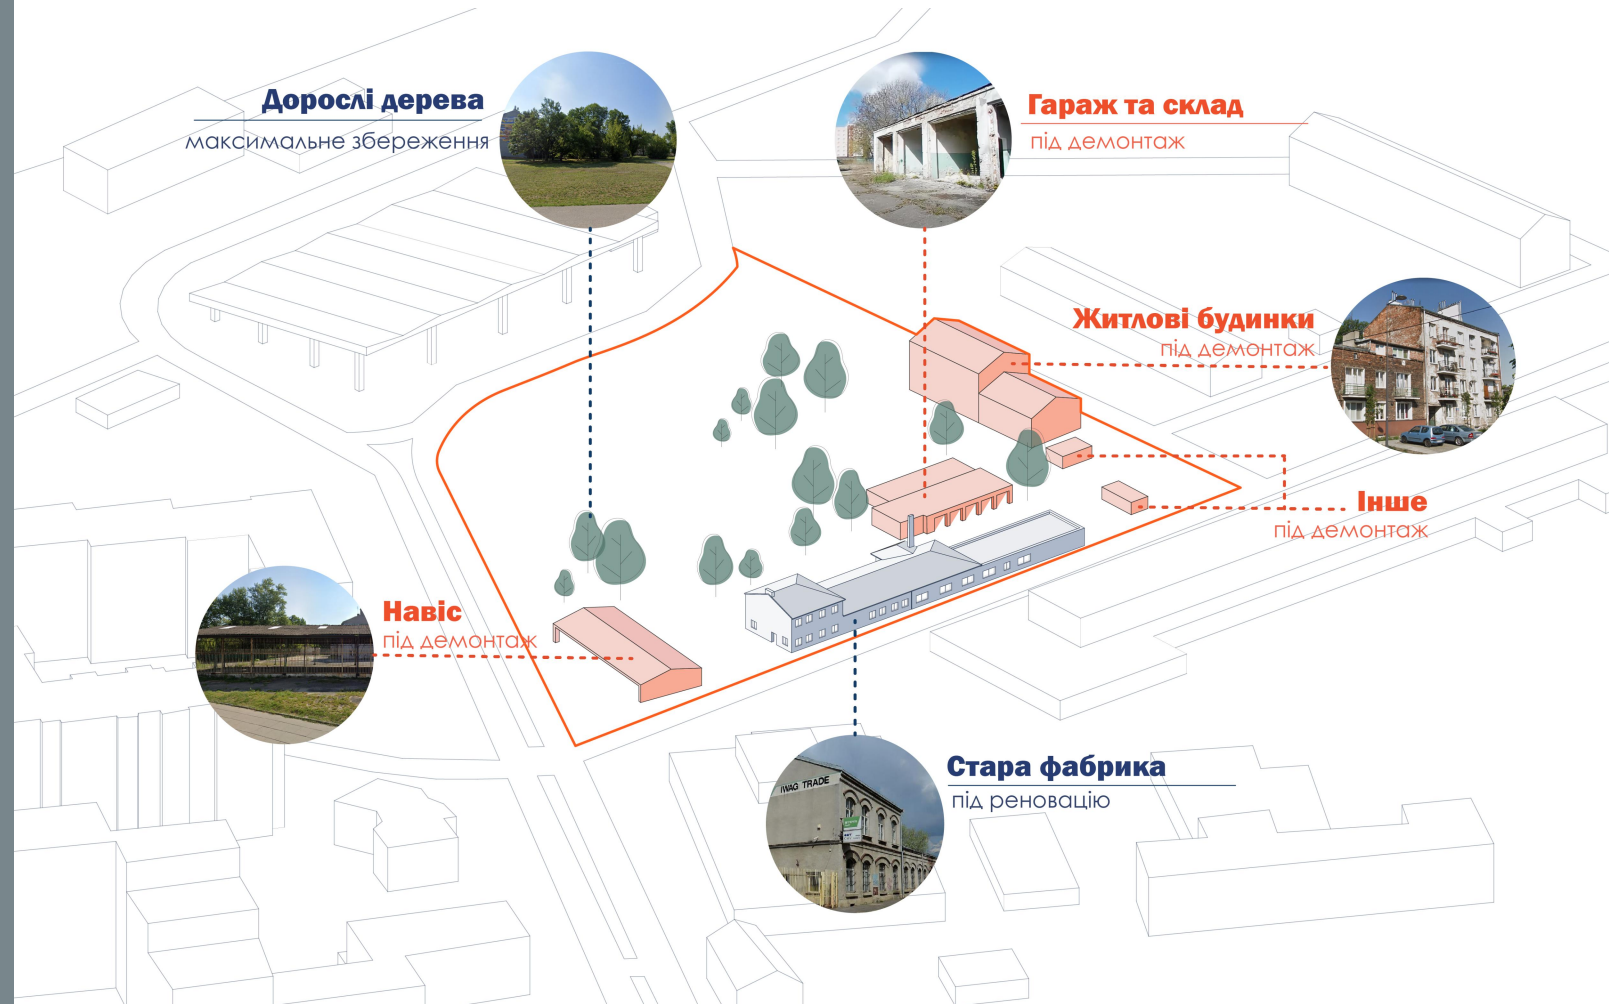 Дорослі дерева
максимальне збереження
Гараж та склад
під демонтаж
Житлові будинки
під демонтаж
Інше
під демонтаж
Навіс
під демонтаж
Стара фабрика
під реновацію
IWAG TRADE